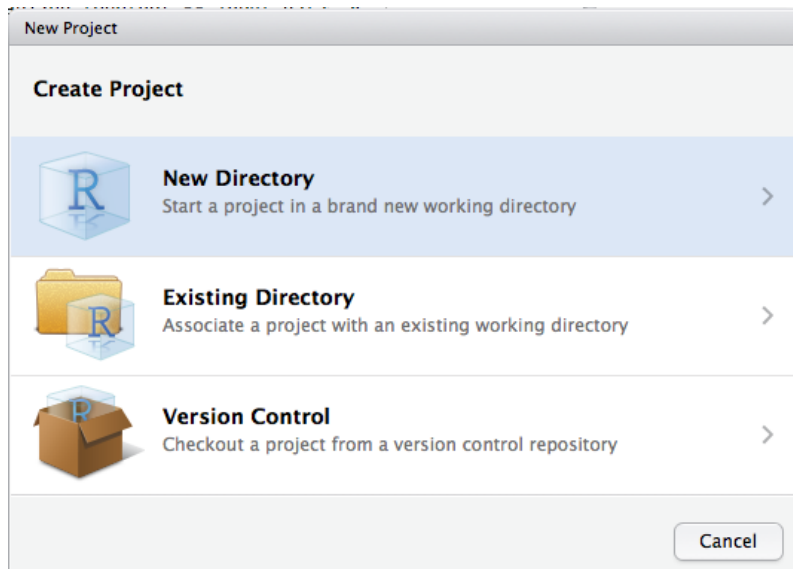 New Project
Create Project
R
New Directory
Start a project in a brand new working directory
R
Existing Directory
Associate a project with an existing working directory
R
Version Control
Checkout a project from a version control repository
Cancel